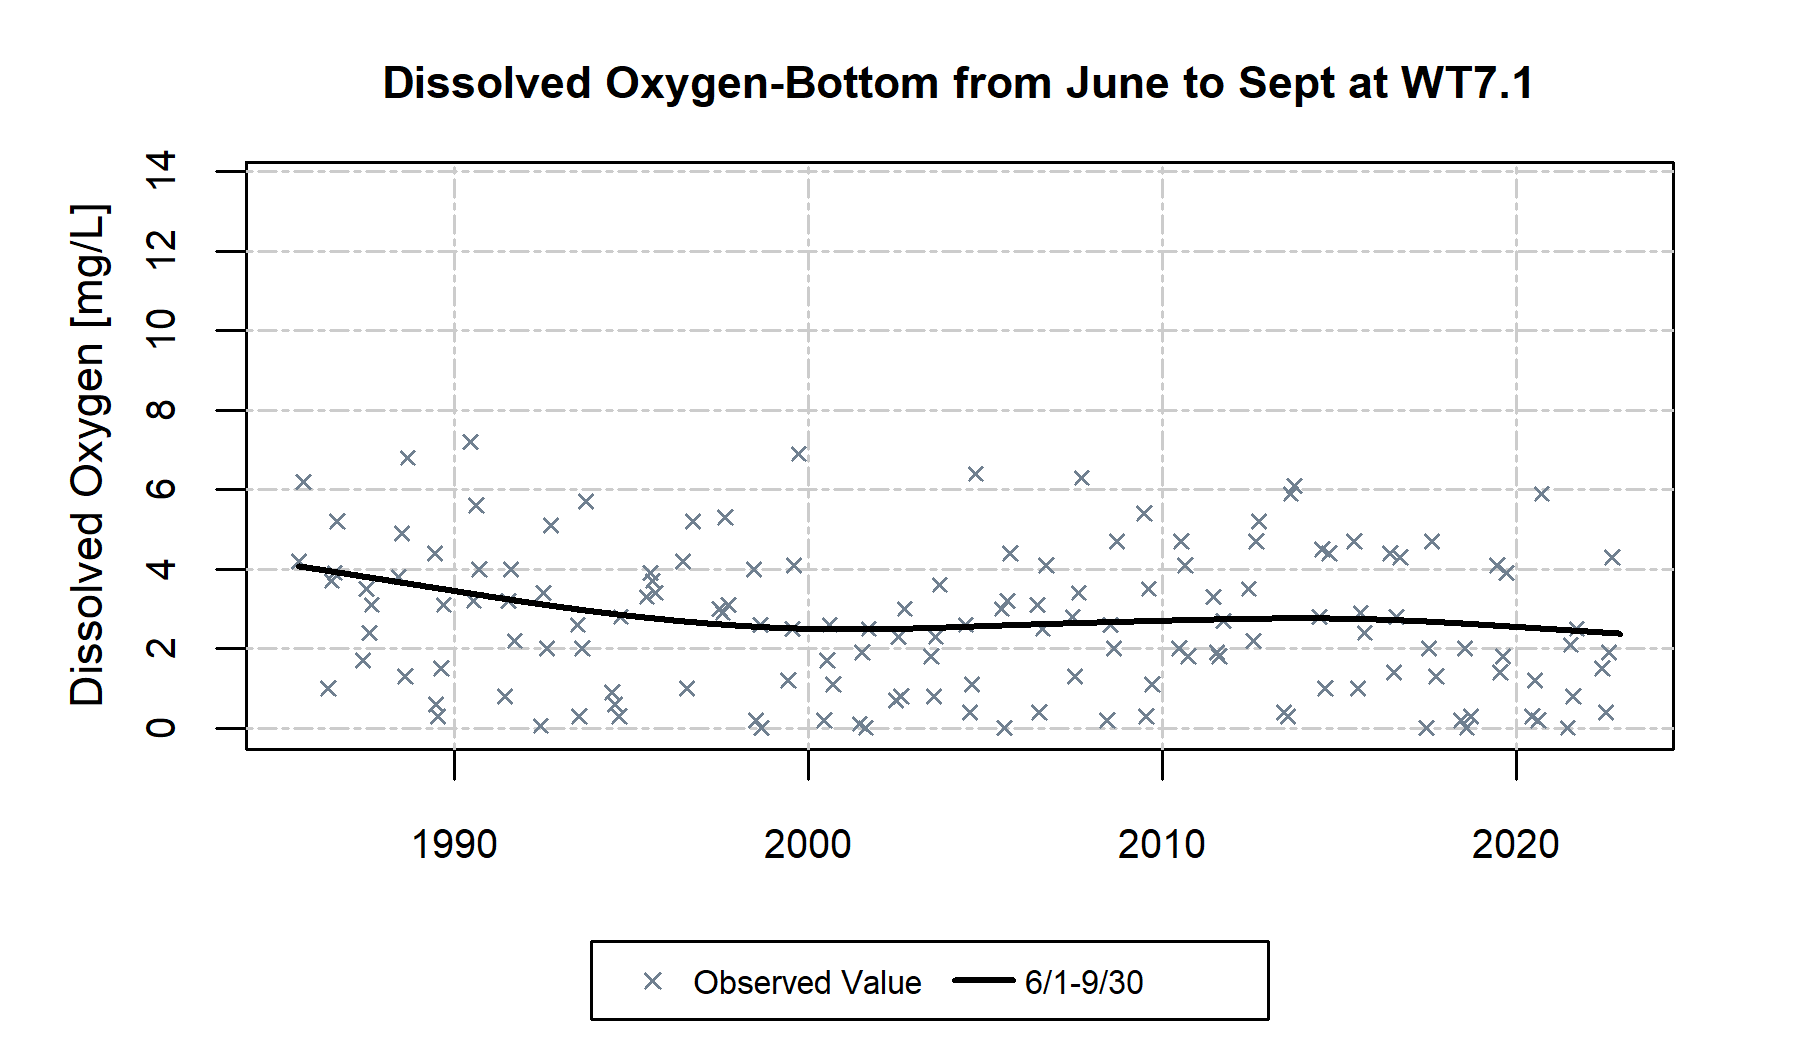 Dissolved Oxygen-Bottom from June to Sept at WT7.1
Dissolved Oxygen [mg/L]
14
12
10
8
6
4
2
0
1990 2000 2010 2020
Observed Value 6/1-9/30